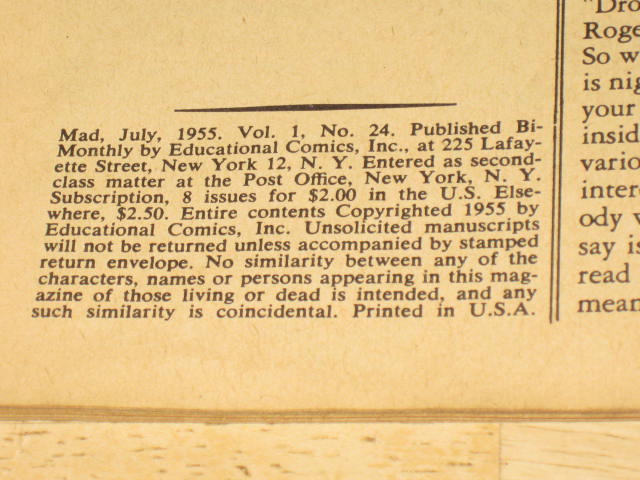 Mad, July, 1955. Vol. 1, No. 24. Published Bi-
Monthly by Educational Comics, Inc., at 225 Lafay-
ette Street, New York 12, N. Y. Entered as second-
class matter at the Post Office, New York, N. Y.
Subscription, 8 issues for $2.00 in the U.S. Else-
where, $2.50. Entire contents Copyrighted 1955 by
Educational Comics, Inc. Unsolicited manuscripts
will not be returned unless accompanied by stamped
return envelope. No similarity between any of the
characters, names or persons appearing in this mag-
azine of those living or dead is intended, and any
such similarity is coincidental. Printed in U.S.A.
"Dro
Roge
So w
is nig
your
insid
vario
inter
ody v
say is
read
mean